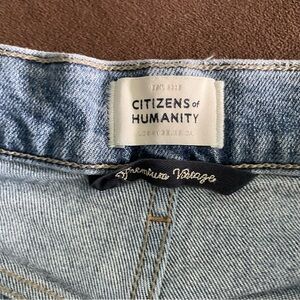 CITIZENS of
HUMANITY
Premium Vintage